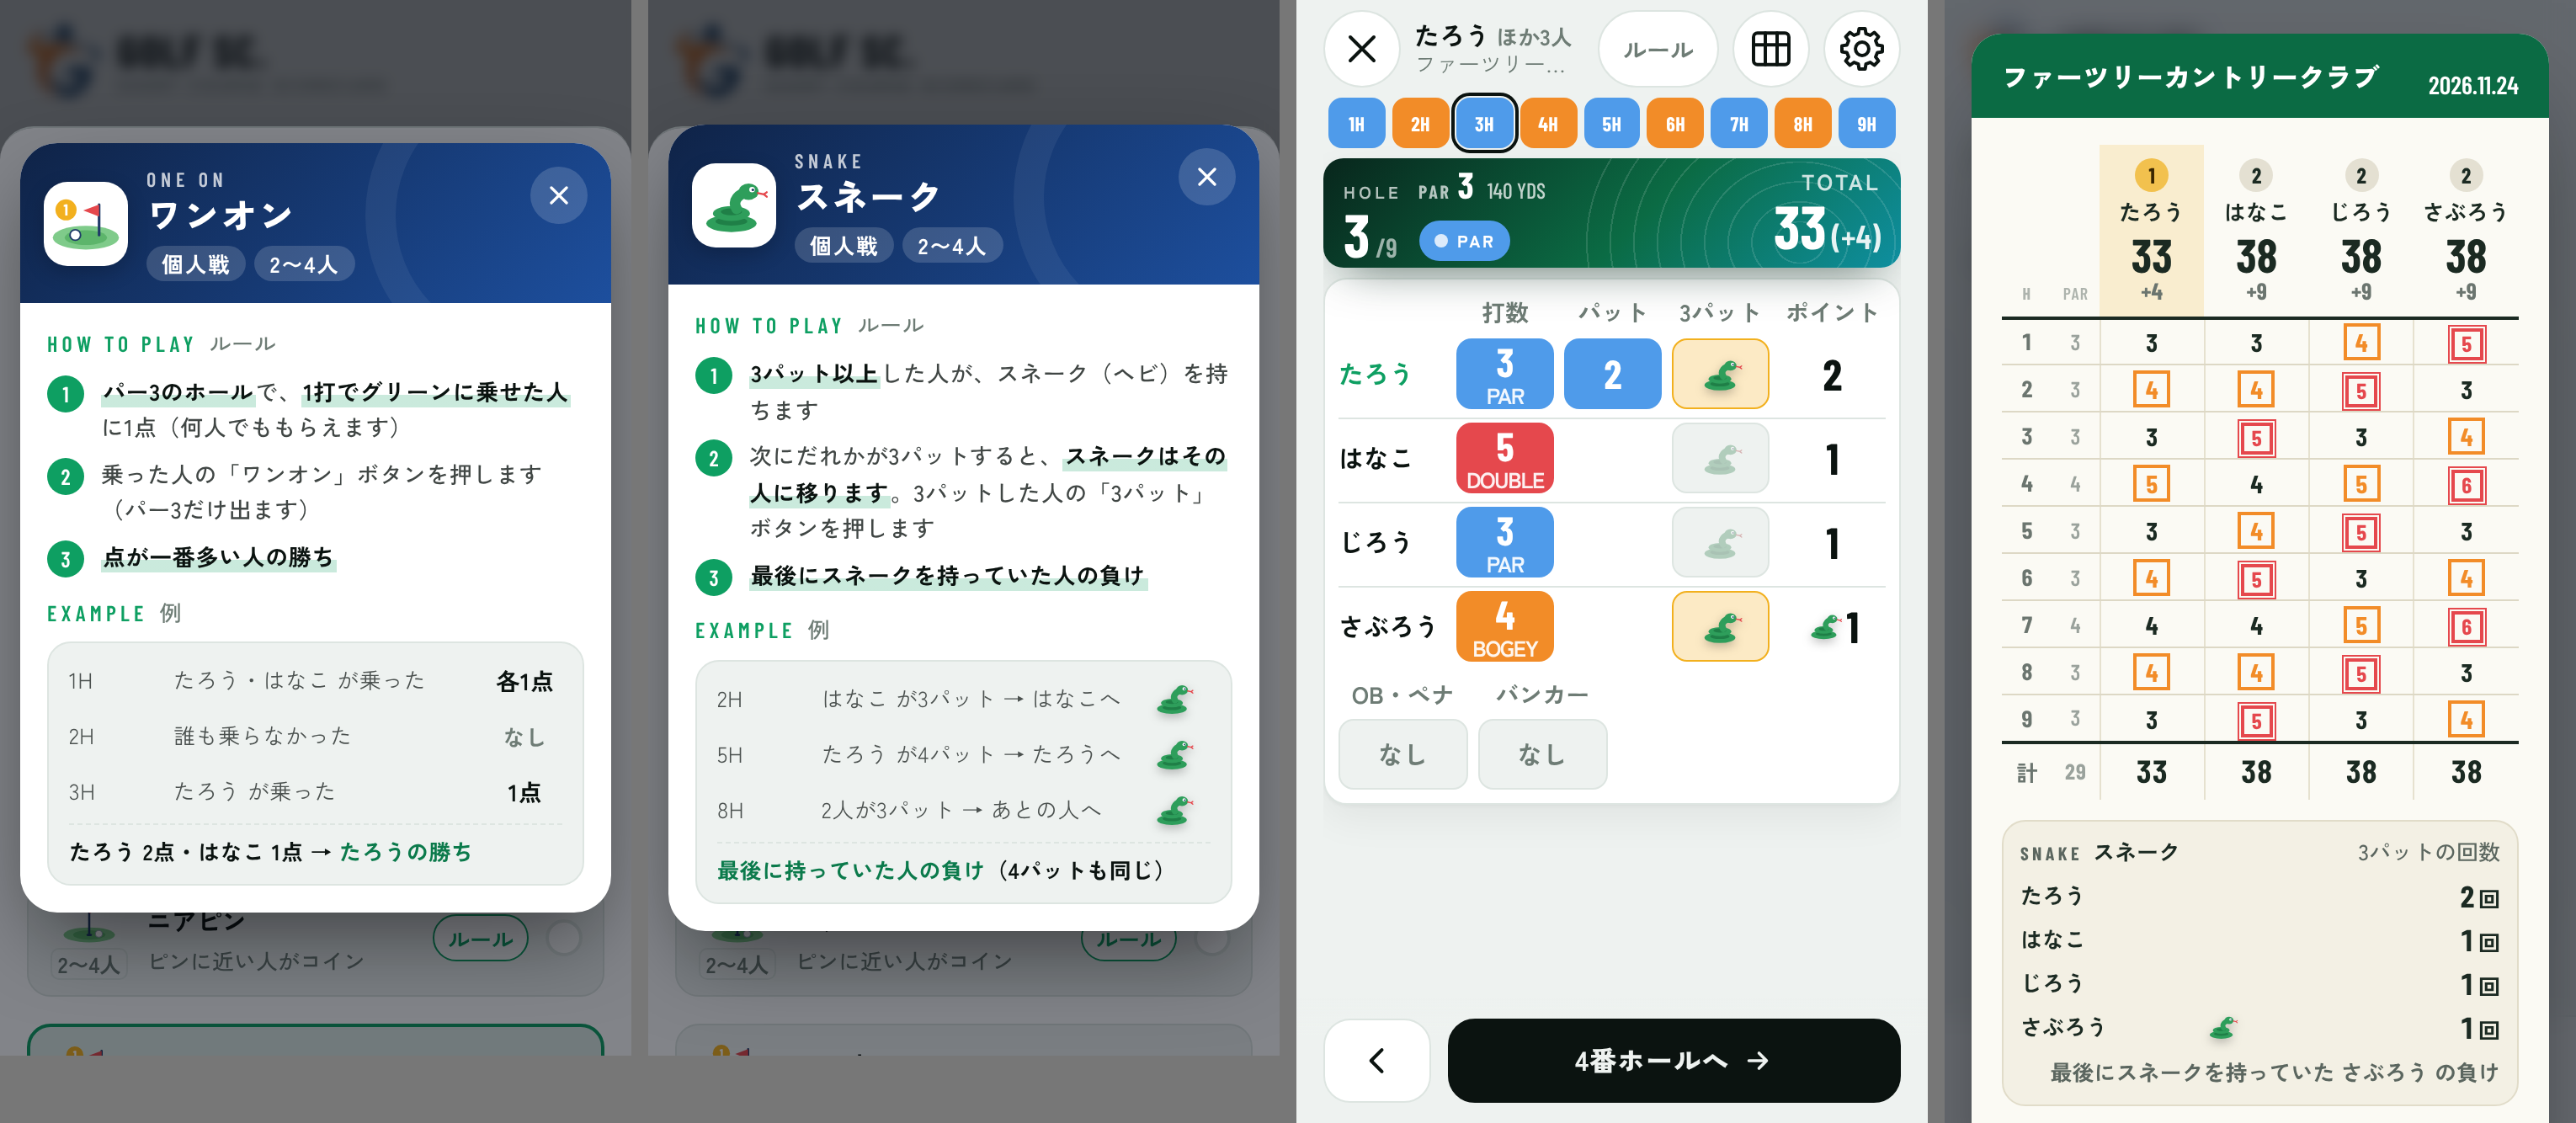 GOLF SC.
ONE ON
ワンオン
個人戦 2〜4人
HOW TO PLAY ルール
1 パー3のホールで、1打でグリーンに乗せた人
に1点（何人でももらえます）
2 乗った人の「ワンオン」ボタンを押します
（パー3だけ出ます）
3 点が一番多い人の勝ち
EXAMPLE 例
1H たろう・はなこ が乗った 各1点
2H 誰も乗らなかった なし
3H たろう が乗った 1点
たろう 2点・はなこ 1点 → たろうの勝ち
ニアピン
ルール
2〜4人 ピンに近い人がコイン
GOLF SC.
SNAKE
スネーク
個人戦 2〜4人
HOW TO PLAY ルール
1 3パット以上した人が、スネーク（ヘビ）を持
ちます
2 次にだれかが3パットすると、スネークはその
人に移ります。3パットした人の「3パット」
ボタンを押します
3 最後にスネークを持っていた人の負け
EXAMPLE 例
2H はなこ が3パット → はなこへ
5H たろう が4パット → たろうへ
8H 2人が3パット → あとの人へ
最後に持っていた人の負け（4パットも同じ）
ルール
2〜4人 ピンに近い人がコイン
たろう ほか3人
ファーツリー…
ルール
1H 2H 3H 4H 5H 6H 7H 8H 9H
HOLE PAR 3 140 YDS TOTAL
3/9 PAR 33(+4)
打数 パット 3パット ポイント
たろう 3 PAR 2 2
はなこ 5 DOUBLE 1
じろう 3 PAR 1
さぶろう 4 BOGEY 1
OB・ペナ バンカー
なし なし
4番ホールへ →
ファーツリーカントリークラブ 2026.11.24
1 2 2 2
たろう はなこ じろう さぶろう
33 38 38 38
H PAR +4 +9 +9 +9
1 3 3 3 4 5
2 3 4 4 5 3
3 3 3 5 3 4
4 4 5 4 5 6
5 3 3 4 5 3
6 3 4 5 3 4
7 4 4 4 5 6
8 3 4 4 5 3
9 3 3 5 3 4
計 29 33 38 38 38
SNAKE スネーク 3パットの回数
たろう 2回
はなこ 1回
じろう 1回
さぶろう 1回
最後にスネークを持っていた さぶろう の負け